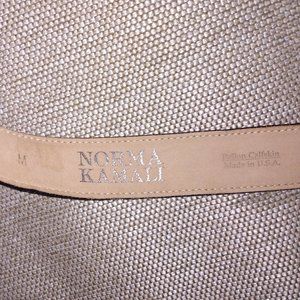 M
NORMA
KAMALI
Italian Calfskin
Made in U.S.A.